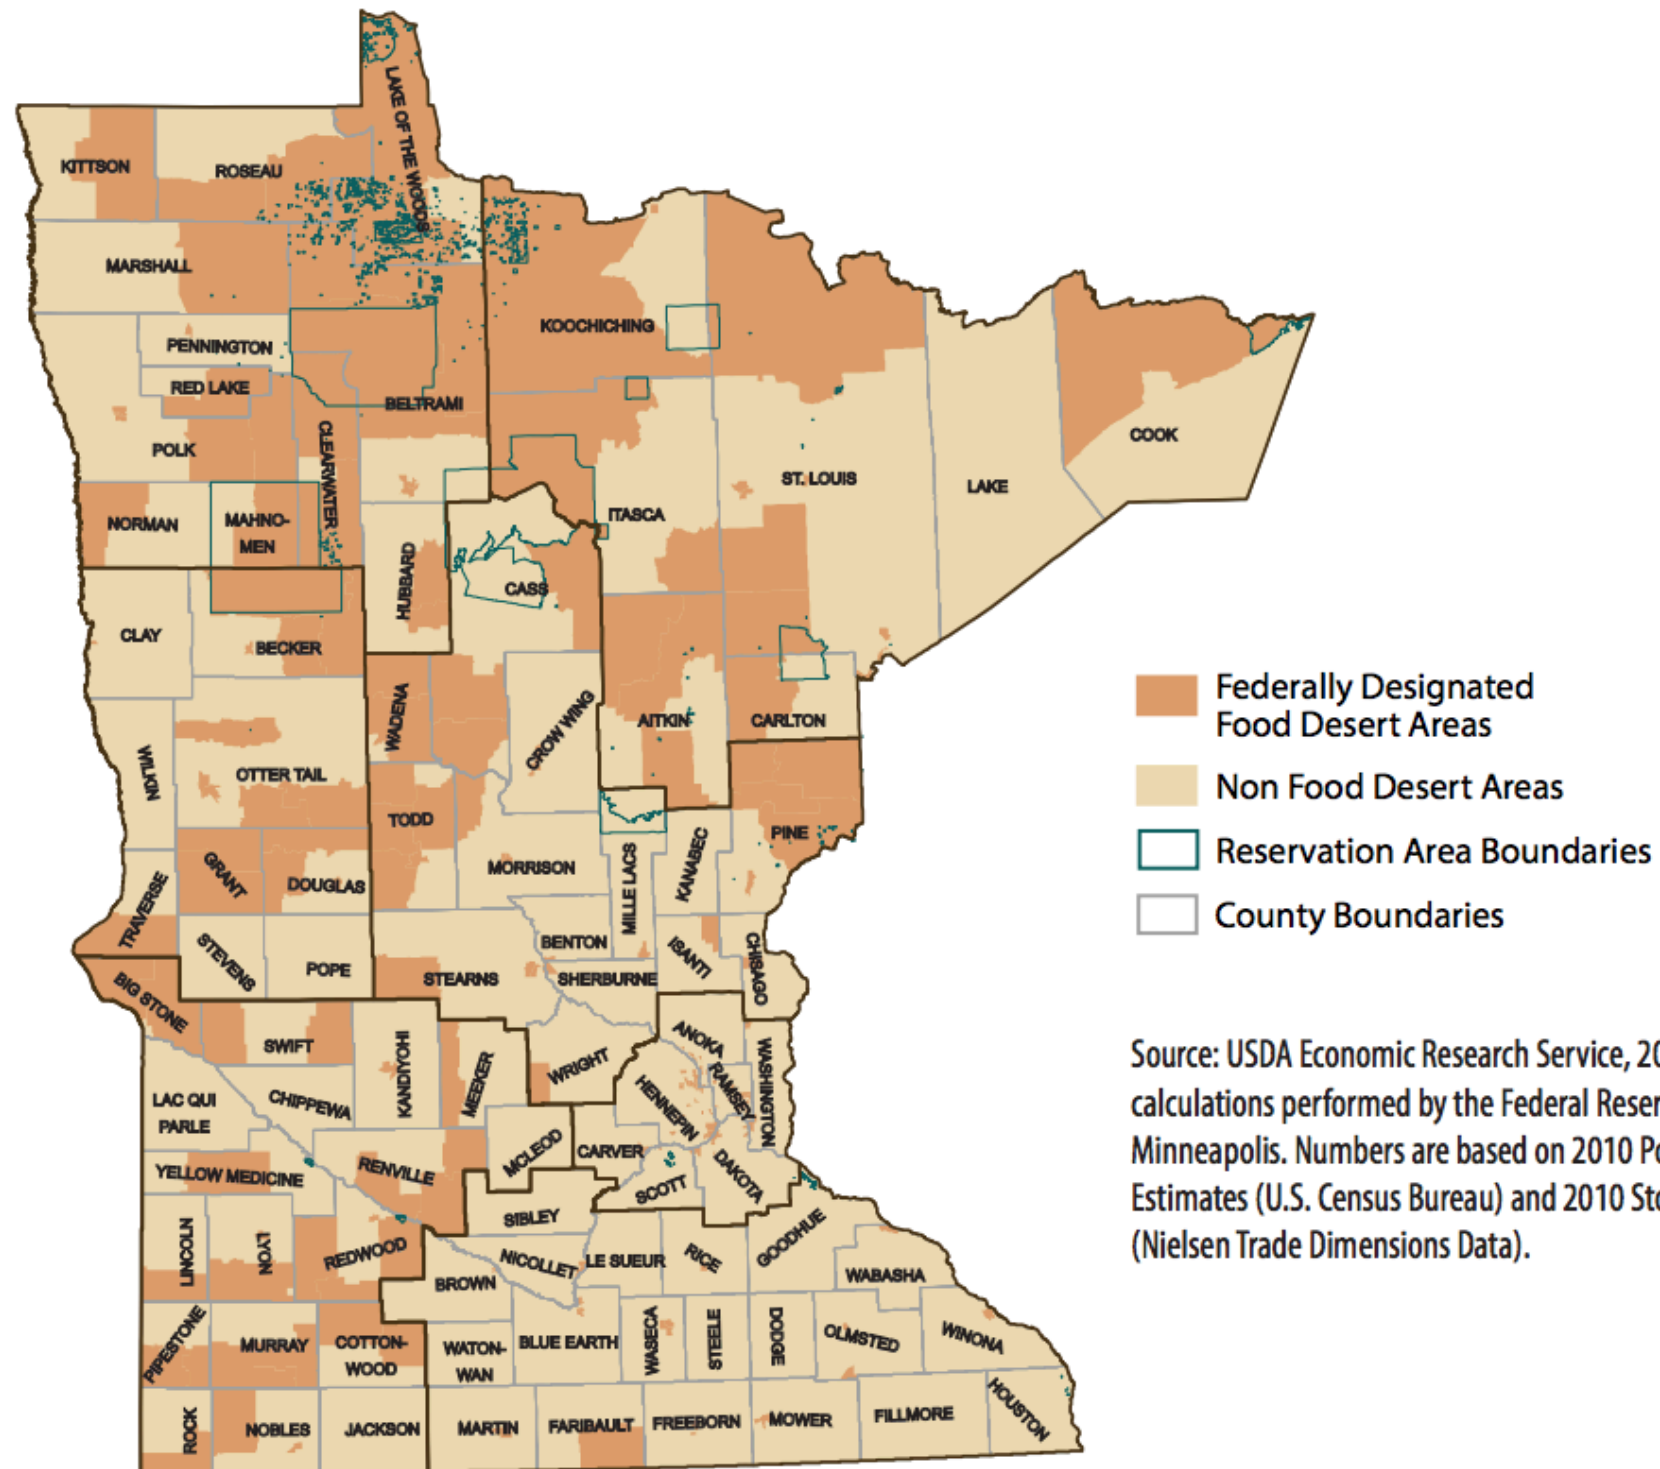 LAKE OF THE WOODS
KITTSON
ROSEAU
MARSHALL
KOOCHICHING
PENNINGTON
RED LAKE
BELTRAMI
POLK
CLEARWATER
COOK
ST. LOUIS
LAKE
NORMAN
MAHNO-
MEN
ITASCA
HUBBARD
CASS
CLAY
BECKER
WADENA
CROW WING
AITKIN
CARLTON
WILKIN
OTTER TAIL
TODD
PINE
GRANT
DOUGLAS
MORRISON
MILLE LACS
KANABEC
TRAVERSE
STEVENS
POPE
STEARNS
BENTON
SHERBURNE
ISANTI
CHISAGO
BIG STONE
SWIFT
KANDIYOHI
MEEKER
WRIGHT
ANOKA
HENNEPIN
RAMSEY
WASHINGTON
LAC QUI
PARLE
CHIPPEWA
MCLEOD
CARVER
YELLOW MEDICINE
RENVILLE
SCOTT
DAKOTA
SIBLEY
LINCOLN
LYON
REDWOOD
NICOLLET
LE SUEUR
RICE
GOODHUE
WABASHA
BROWN
PIPESTONE
MURRAY
COTTON-
WOOD
WATON-
WAN
BLUE EARTH
WASECA
STEELE
DODGE
OLMSTED
WINONA
ROCK
NOBLES
JACKSON
MARTIN
FARIBAULT
FREEBORN
MOWER
FILLMORE
HOUSTON
Federally Designated
Food Desert Areas
Non Food Desert Areas
Reservation Area Boundaries
County Boundaries
Source: USDA Economic Research Service,
calculations performed by the Federal
Minneapolis. Numbers are based on 2010
Estimates (U.S. Census Bureau) and 2010
(Nielsen Trade Dimensions Data).